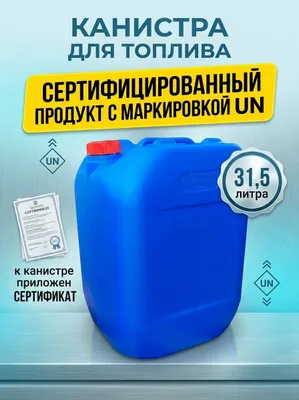 КАНИСТРА
ДЛЯ ТОПЛИВА
СЕРТИФИЦИРОВАННЫЙ
ПРОДУКТ С МАРКИРОВКОЙ UN
UN
31,5
литра
СЕРТИФИКАТ
UN
к канистре
приложен
СЕРТИФИКАТ